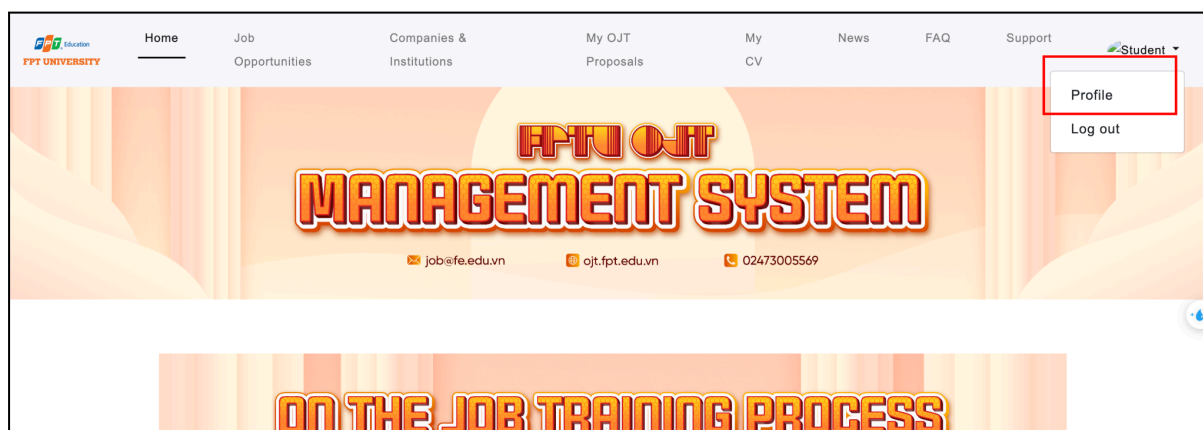 FPT Education
FPT UNIVERSITY
Home
Job
Opportunities
Companies &
Institutions
My OJT
Proposals
My
CV
News
FAQ
Support
Student
Profile
Log out
FPTU OJT
MANAGEMENT SYSTEM
job@fe.edu.vn
ojt.fpt.edu.vn
02473005569
ON THE JOB TRAINING PROCESS